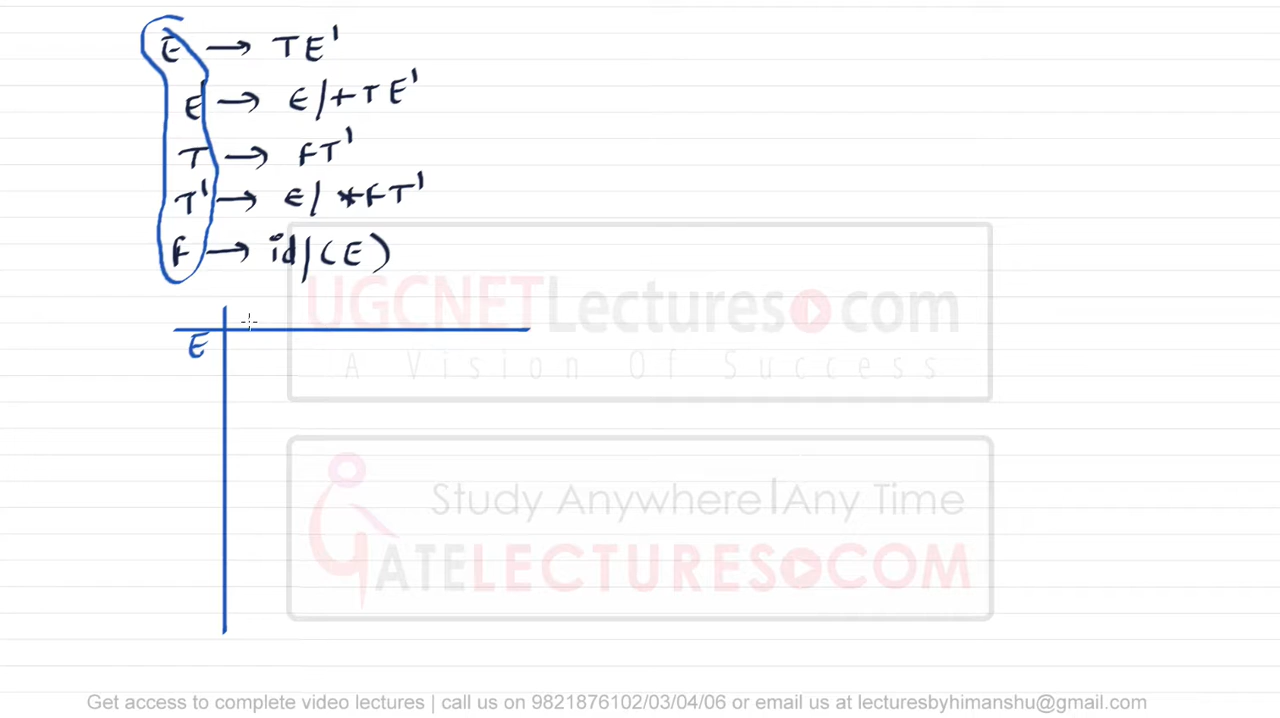 E → TE'
E' → ε/+TE'
T → FT'
T' → ε/ *FT'
F → id/(E)
E
UGCNETLectures.com
A Vision Of Success
Study Anywhere|Any Time
GATELECTURES.COM
Get access to complete video lectures | call us on 9821876102/03/04/06 or email us at lecturesbyhimanshu@gmail.com